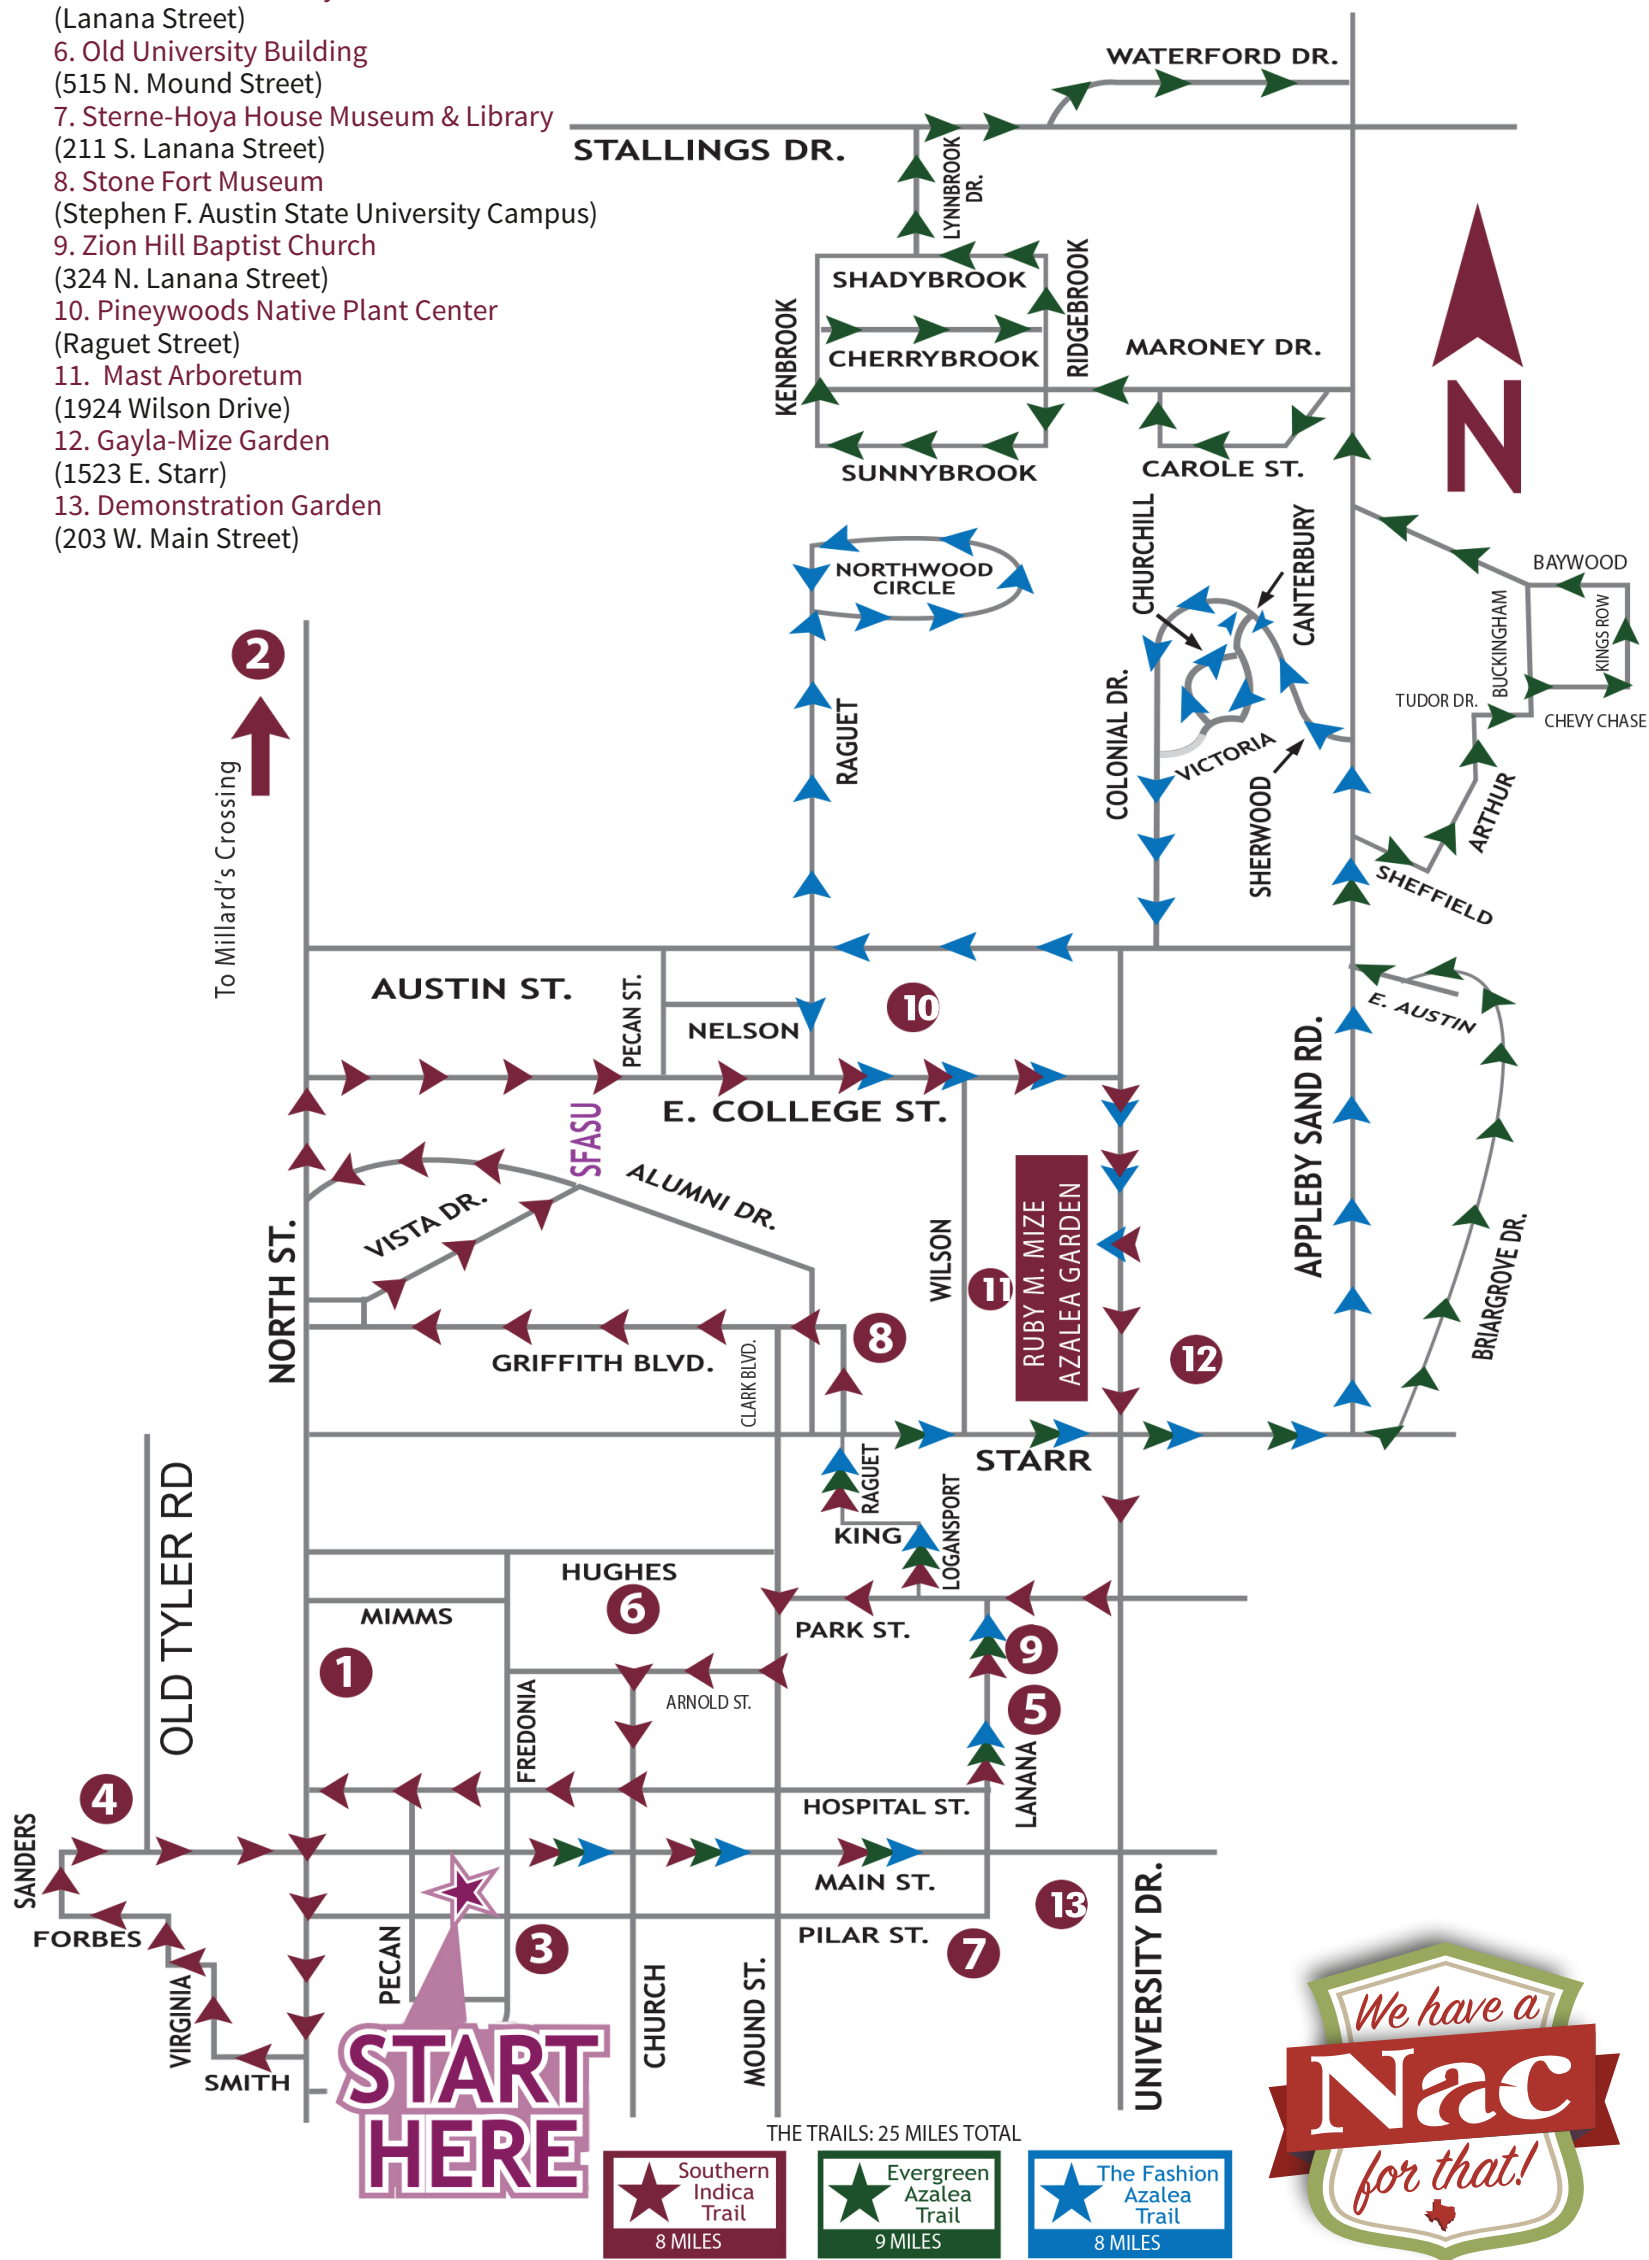 (Lanana Street)
6. Old University Building
(515 N. Mound Street)
7. Sterne-Hoya House Museum & Library
(211 S. Lanana Street)
8. Stone Fort Museum
(Stephen F. Austin State University Campus)
9. Zion Hill Baptist Church
(324 N. Lanana Street)
10. Pineywoods Native Plant Center
(Raguet Street)
11. Mast Arboretum
(1924 Wilson Drive)
12. Gayla-Mize Garden
(1523 E. Starr)
13. Demonstration Garden
(203 W. Main Street)
WATERFORD DR.
STALLINGS DR.
LYNNBROOK
DR.
SHADYBROOK
RIDGEBROOK
KENBROOK
CHERRYBROOK
MARONEY DR.
SUNNYBROOK
CAROLE ST.
N
CHURCHILL
CANTERBURY
NORTHWOOD
CIRCLE
BAYWOOD
BUCKINGHAM
KINGS ROW
TUDOR DR.
CHEVY CHASE
2
To Millard's Crossing
RAGUET
COLONIAL DR.
VICTORIA
SHERWOOD
ARTHUR
SHEFFIELD
AUSTIN ST.
PECAN ST.
NELSON
10
E. AUSTIN
E. COLLEGE ST.
SFASU
ALUMNI DR.
VISTA DR.
NORTH ST.
WILSON
11
RUBY M. MIZE
AZALEA GARDEN
APPLEBY SAND RD.
BRIARGROVE DR.
8
12
GRIFFITH BLVD.
CLARK BLVD.
STARR
OLD TYLER RD
RAGUET
KING
LOGANSPORT
HUGHES
6
MIMMS
PARK ST.
9
1
ARNOLD ST.
5
FREDONIA
LANANA
4
HOSPITAL ST.
SANDERS
MAIN ST.
13
FORBES
PILAR ST.
3
7
PECAN
VIRGINIA
CHURCH
MOUND ST.
UNIVERSITY DR.
SMITH
START
HERE
THE TRAILS: 25 MILES TOTAL
Southern
Indica
Trail
8 MILES
Evergreen
Azalea
Trail
9 MILES
The Fashion
Azalea
Trail
8 MILES
We have a
Nac
for that!